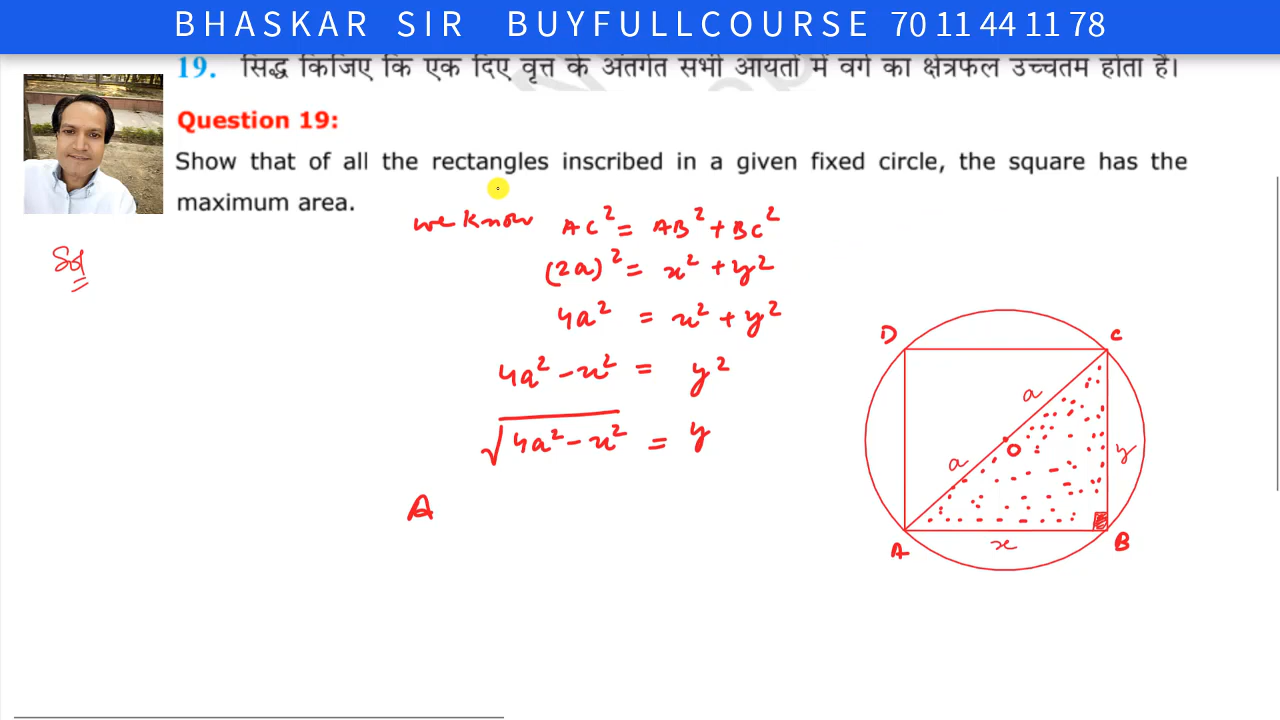 BHASKAR SIR BUYFULLCOURSE 70 11 44 11 78
19. सिद्ध किजिए कि एक दिए वृत्त के अंतर्गत सभी आयतों में वर्ग का क्षेत्रफल उच्चतम होता है।
Question 19:
Show that of all the rectangles inscribed in a given fixed circle, the square has the
maximum area.
we know AC² = AB² + BC²
Sol
(2a)² = x² + y²
4a² = x² + y²
4a² - x² = y²
√4a² - x² = y
A
D
C
a
O
a
y
A
x
B